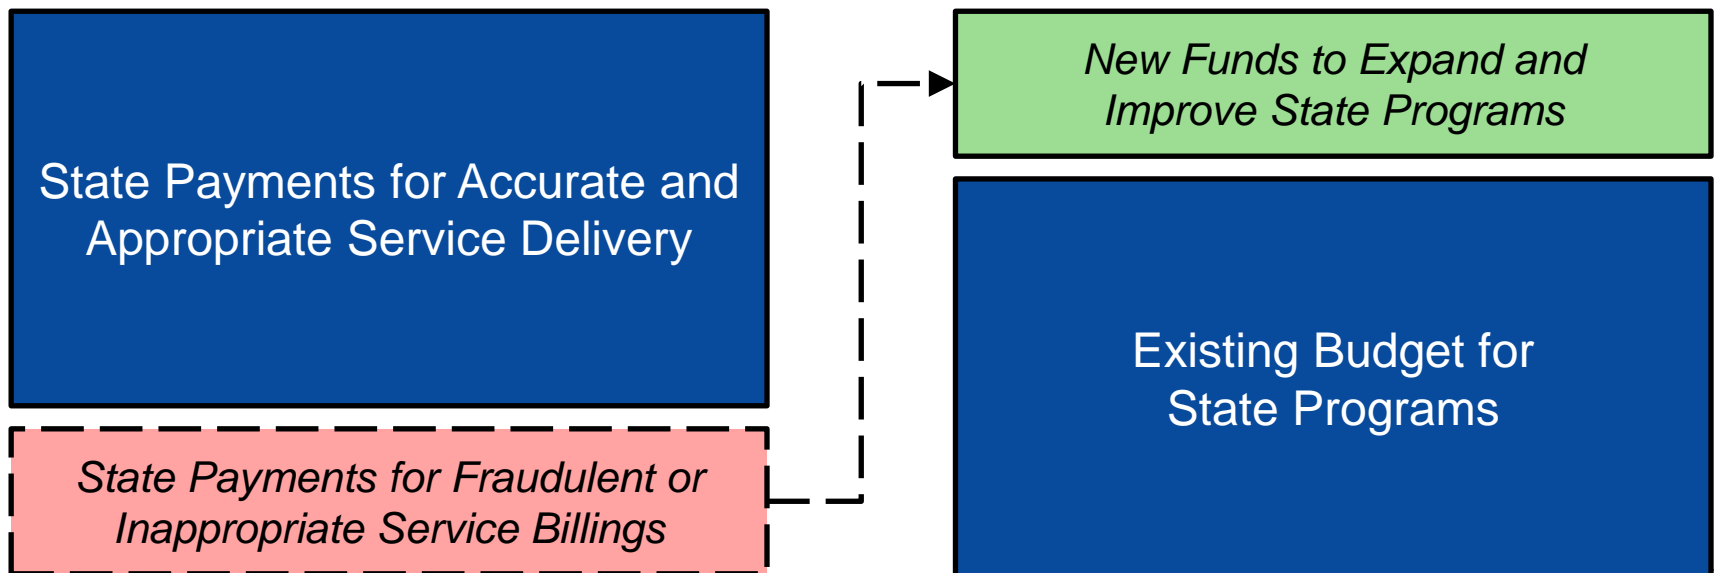 State Payments for Accurate and
Appropriate Service Delivery
State Payments for Fraudulent or
Inappropriate Service Billings
New Funds to Expand and
Improve State Programs
Existing Budget for
State Programs